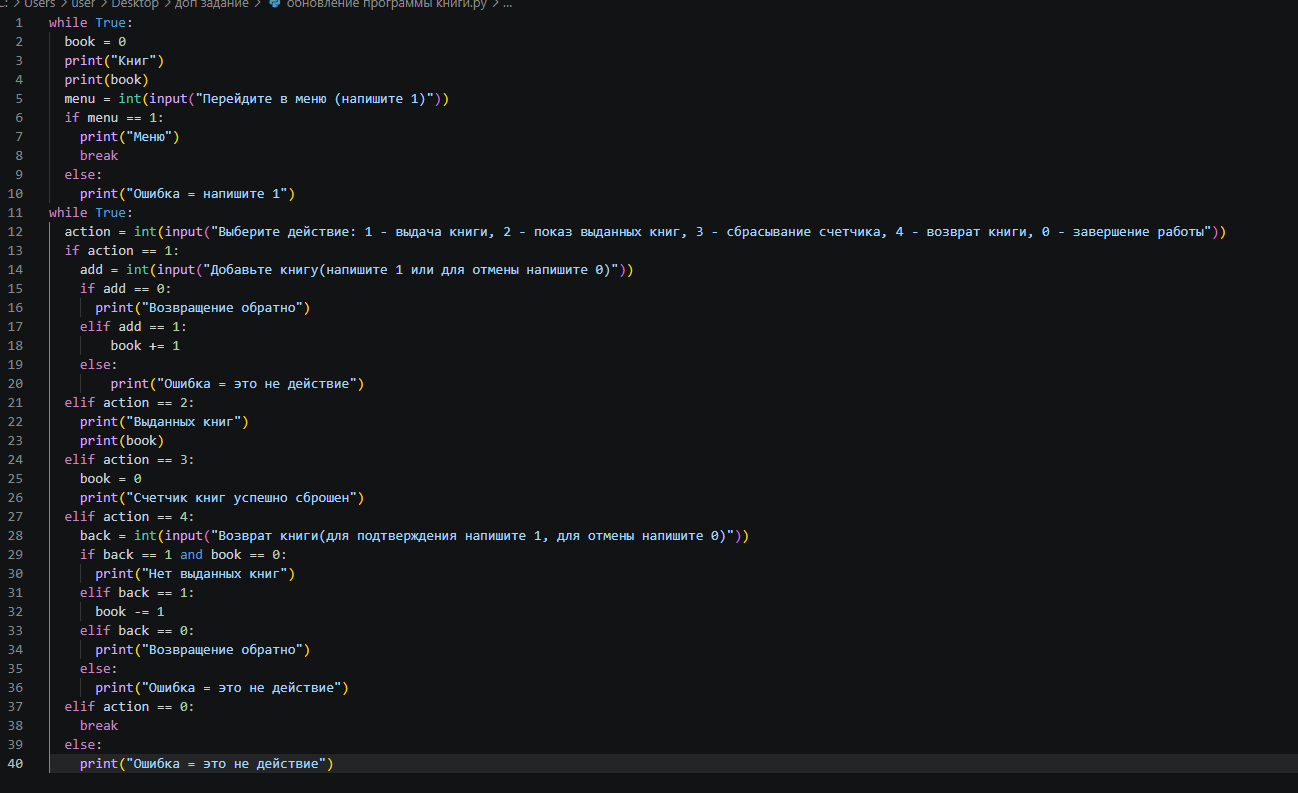 C: > Users > user > Desktop > доп задание > обновление программы книги.py > ...
1 while True:
2 book = 0
3 print("Книг")
4 print(book)
5 menu = int(input("Перейдите в меню (напишите 1)"))
6 if menu == 1:
7 print("Меню")
8 break
9 else:
10 print("Ошибка = напишите 1")
11 while True:
12 action = int(input("Выберите действие: 1 - выдача книги, 2 - показ выданных книг, 3 - сбрасывание счетчика, 4 - возврат книги, 0 - завершение работы"))
13 if action == 1:
14 add = int(input("Добавьте книгу(напишите 1 или для отмены напишите 0)"))
15 if add == 0:
16 print("Возвращение обратно")
17 elif add == 1:
18 book += 1
19 else:
20 print("Ошибка = это не действие")
21 elif action == 2:
22 print("Выданных книг")
23 print(book)
24 elif action == 3:
25 book = 0
26 print("Счетчик книг успешно сброшен")
27 elif action == 4:
28 back = int(input("Возврат книги(для подтверждения напишите 1, для отмены напишите 0)"))
29 if back == 1 and book == 0:
30 print("Нет выданных книг")
31 elif back == 1:
32 book -= 1
33 elif back == 0:
34 print("Возвращение обратно")
35 else:
36 print("Ошибка = это не действие")
37 elif action == 0:
38 break
39 else:
40 print("Ошибка = это не действие")